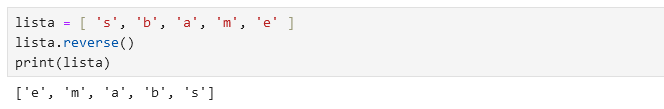 lista = [ 's', 'b', 'a', 'm', 'e' ]
lista.reverse()
print(lista)
['e', 'm', 'a', 'b', 's']